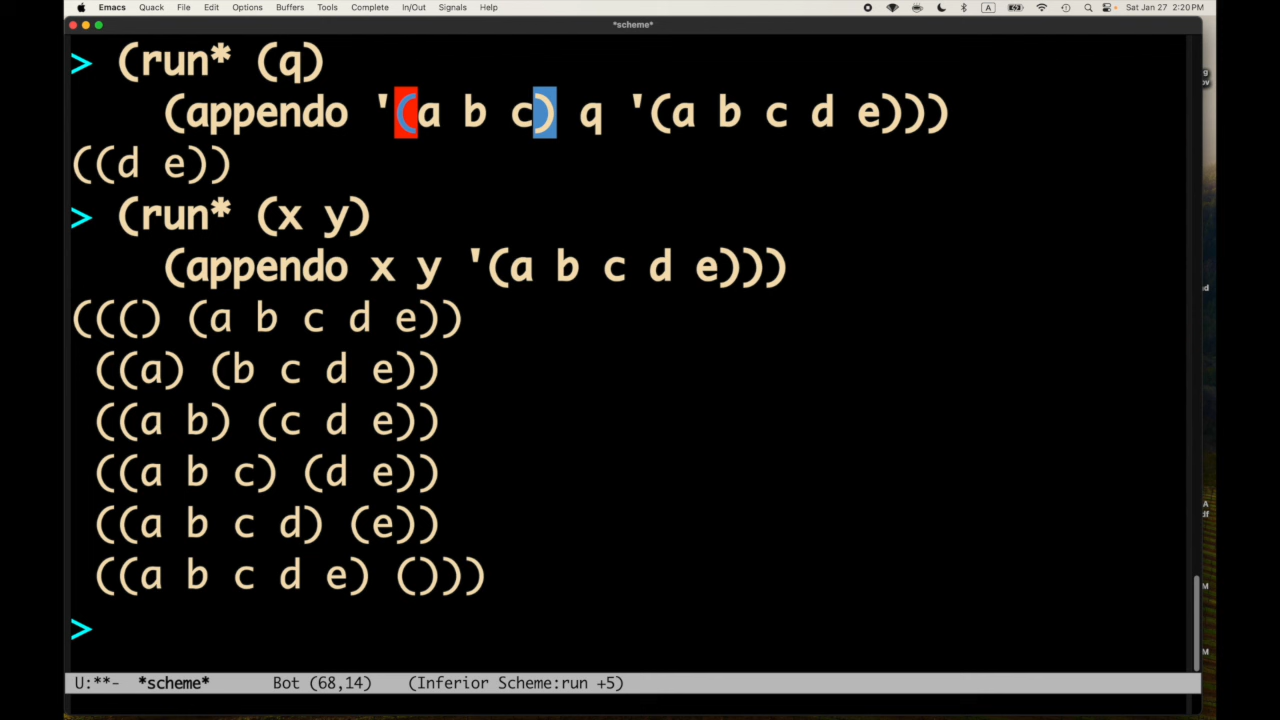 Emacs Quack File Edit Options Buffers Tools Complete In/Out Signals Help Sat Jan 27 2:20 PM
*scheme*
> (run* (q)
(appendo '(a b c) q '(a b c d e)))
((d e))
> (run* (x y)
(appendo x y '(a b c d e)))
((() (a b c d e))
((a) (b c d e))
((a b) (c d e))
((a b c) (d e))
((a b c d) (e))
((a b c d e) ()))
>
U:**- *scheme* Bot (68,14) (Inferior Scheme:run +5)